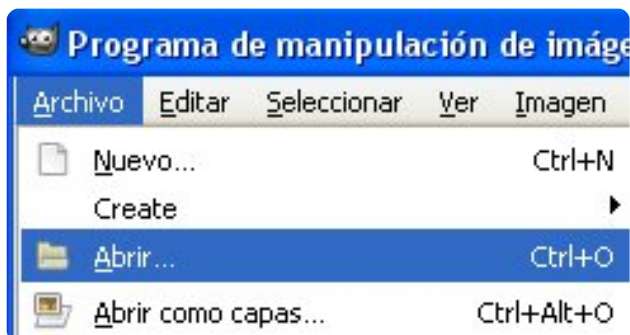 Programa de manipulación de imáge
Archivo Editar Seleccionar Ver Imagen
Nuevo... Ctrl+N
Create
Abrir... Ctrl+O
Abrir como capas... Ctrl+Alt+O